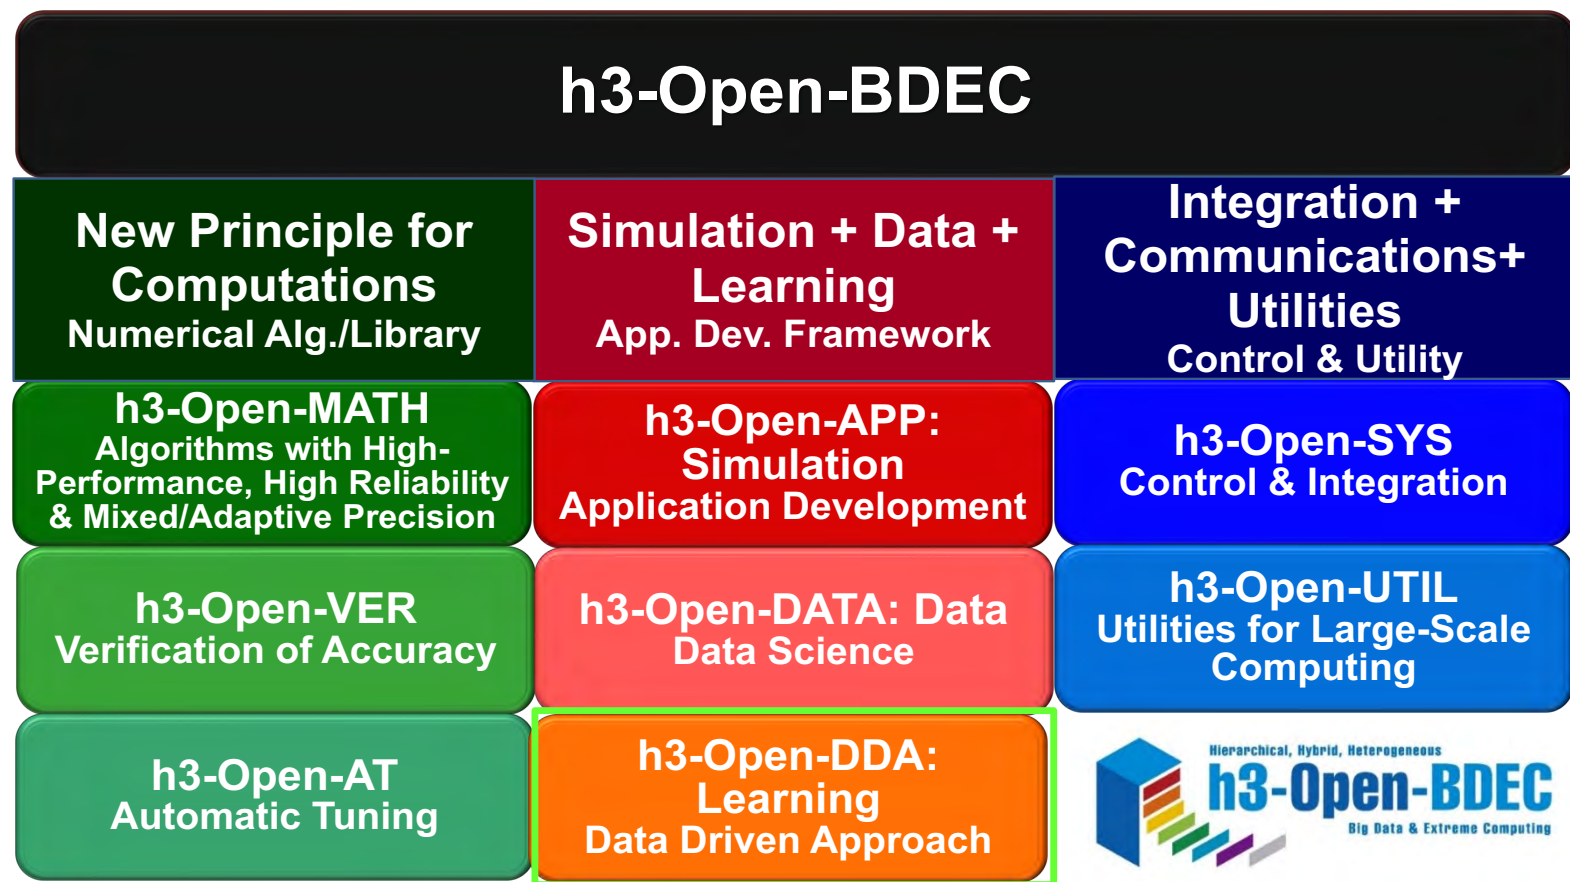 h3-Open-BDEC
New Principle for
Computations
Numerical Alg./Library
Simulation + Data +
Learning
App. Dev. Framework
Integration +
Communications+
Utilities
Control & Utility
h3-Open-MATH
Algorithms with High-
Performance, High Reliability
& Mixed/Adaptive Precision
h3-Open-APP:
Simulation
Application Development
h3-Open-SYS
Control & Integration
h3-Open-VER
Verification of Accuracy
h3-Open-DATA: Data
Data Science
h3-Open-UTIL
Utilities for Large-Scale
Computing
h3-Open-AT
Automatic Tuning
h3-Open-DDA:
Learning
Data Driven Approach
Hierarchical, Hybrid, Heterogeneous
h3-Open-BDEC
Big Data & Extreme Computing